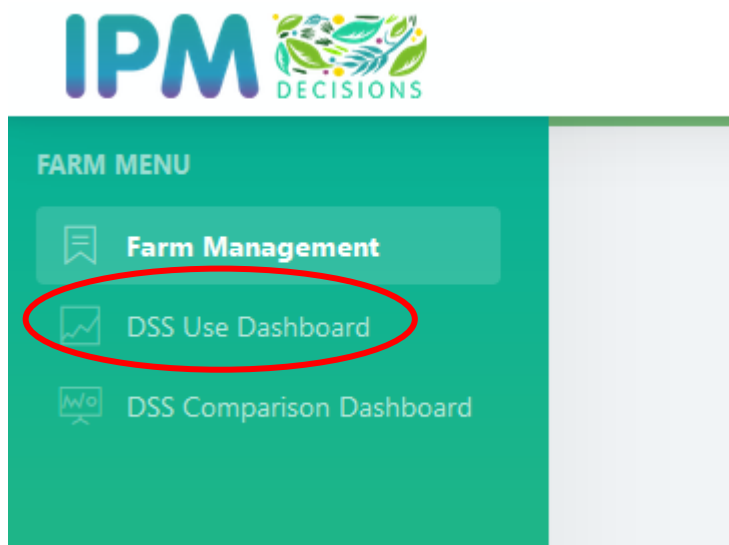 IPM
DECISIONS
FARM MENU
Farm Management
DSS Use Dashboard
DSS Comparison Dashboard